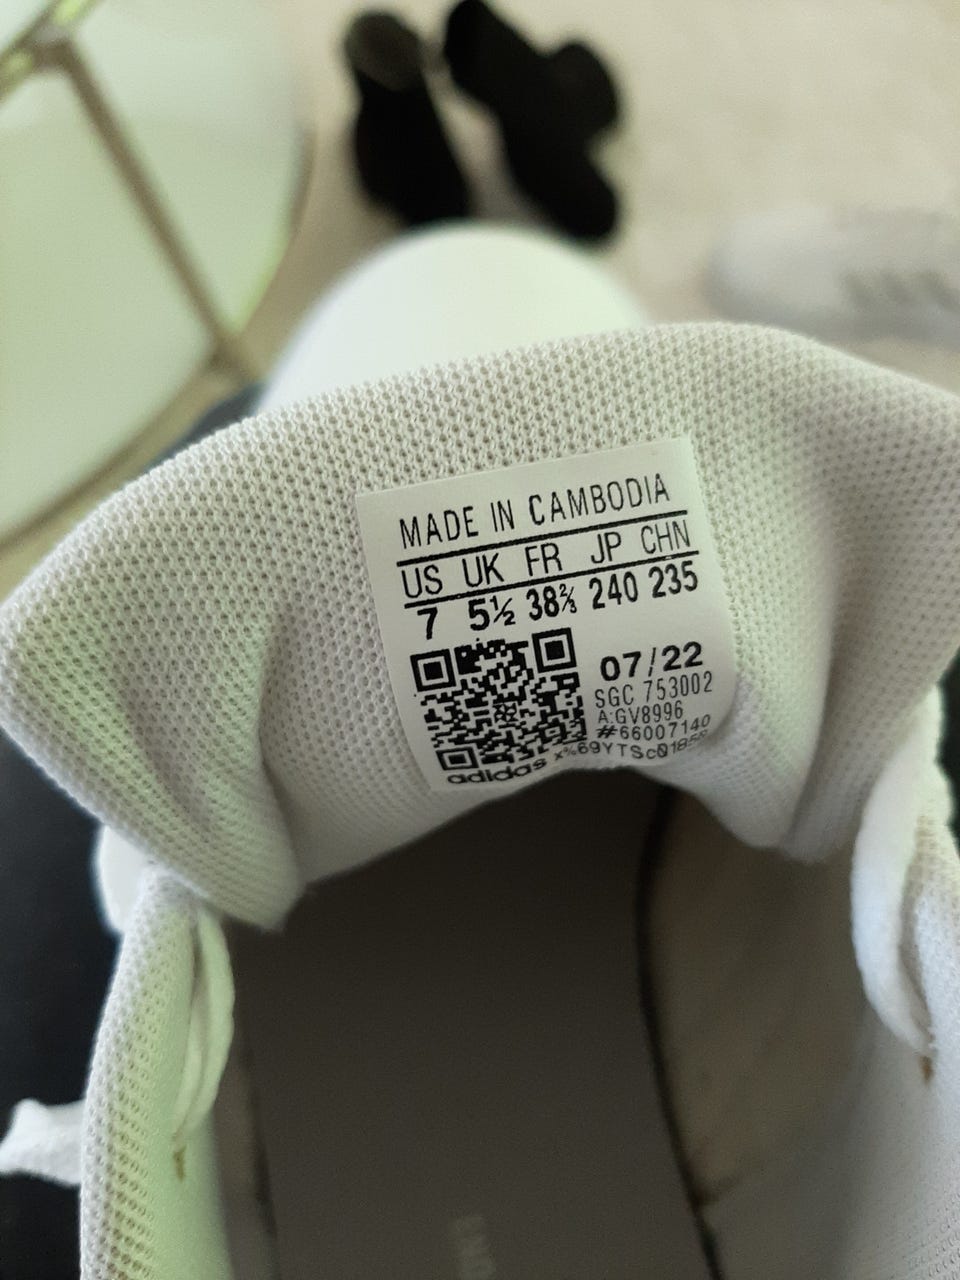 MADE IN CAMBODIA
US UK FR JP CHN
7 5½ 38⅔ 240 235
07/22
SGC 753002
A:GV8996
#66007140
adidas